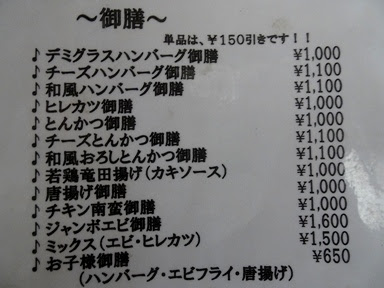 ～御膳～
単品は、￥150引きです！！
♪デミグラスハンバーグ御膳 ¥1,000
♪チーズハンバーグ御膳 ¥1,100
♪和風ハンバーグ御膳 ¥1,100
♪ヒレカツ御膳 ¥1,000
♪とんかつ御膳 ¥1,000
♪チーズとんかつ御膳 ¥1,100
♪和風おろしとんかつ御膳 ¥1,100
♪若鶏竜田揚げ(カキソース) ¥1,000
♪唐揚げ御膳 ¥1,000
♪チキン南蛮御膳 ¥1,000
♪ジャンボエビ御膳 ¥1,600
♪ミックス(エビ・ヒレカツ) ¥1,500
♪お子様御膳 ¥650
(ハンバーグ・エビフライ・唐揚げ)